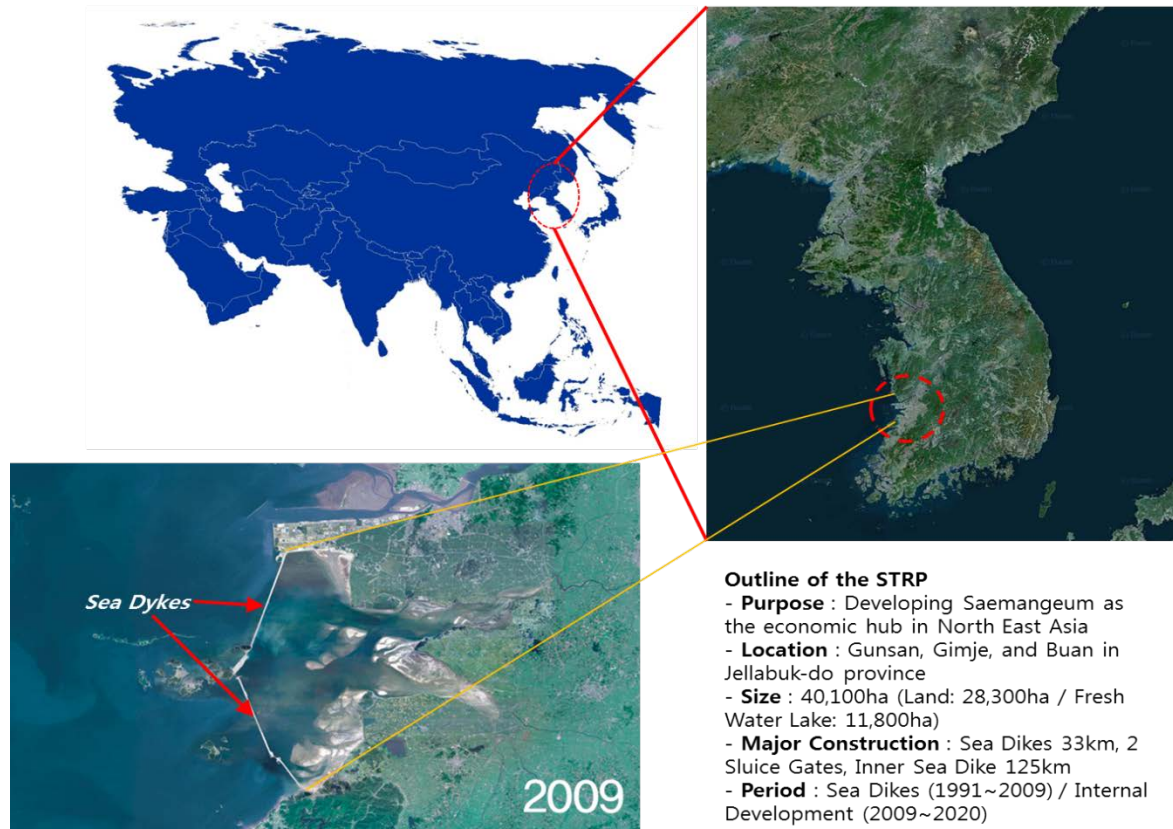 Sea Dykes
2009
Outline of the STRP
- Purpose : Developing Saemangeum as
the economic hub in North East Asia
- Location : Gunsan, Gimje, and Buan in
Jellabuk-do province
- Size : 40,100ha (Land: 28,300ha / Fresh
Water Lake: 11,800ha)
- Major Construction : Sea Dikes 33km, 2
Sluice Gates, Inner Sea Dike 125km
- Period : Sea Dikes (1991~2009) / Internal
Development (2009~2020)